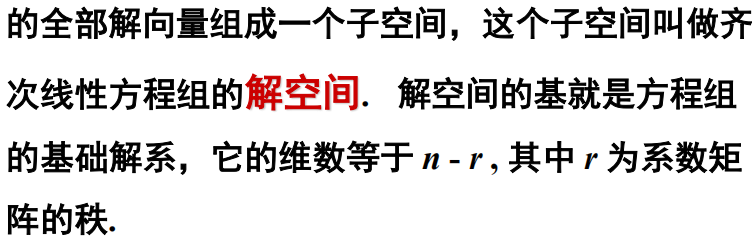 的全部解向量组成一个子空间，这个子空间叫做齐
次线性方程组的解空间. 解空间的基就是方程组
的基础解系，它的维数等于 n - r , 其中 r 为系数矩
阵的秩.